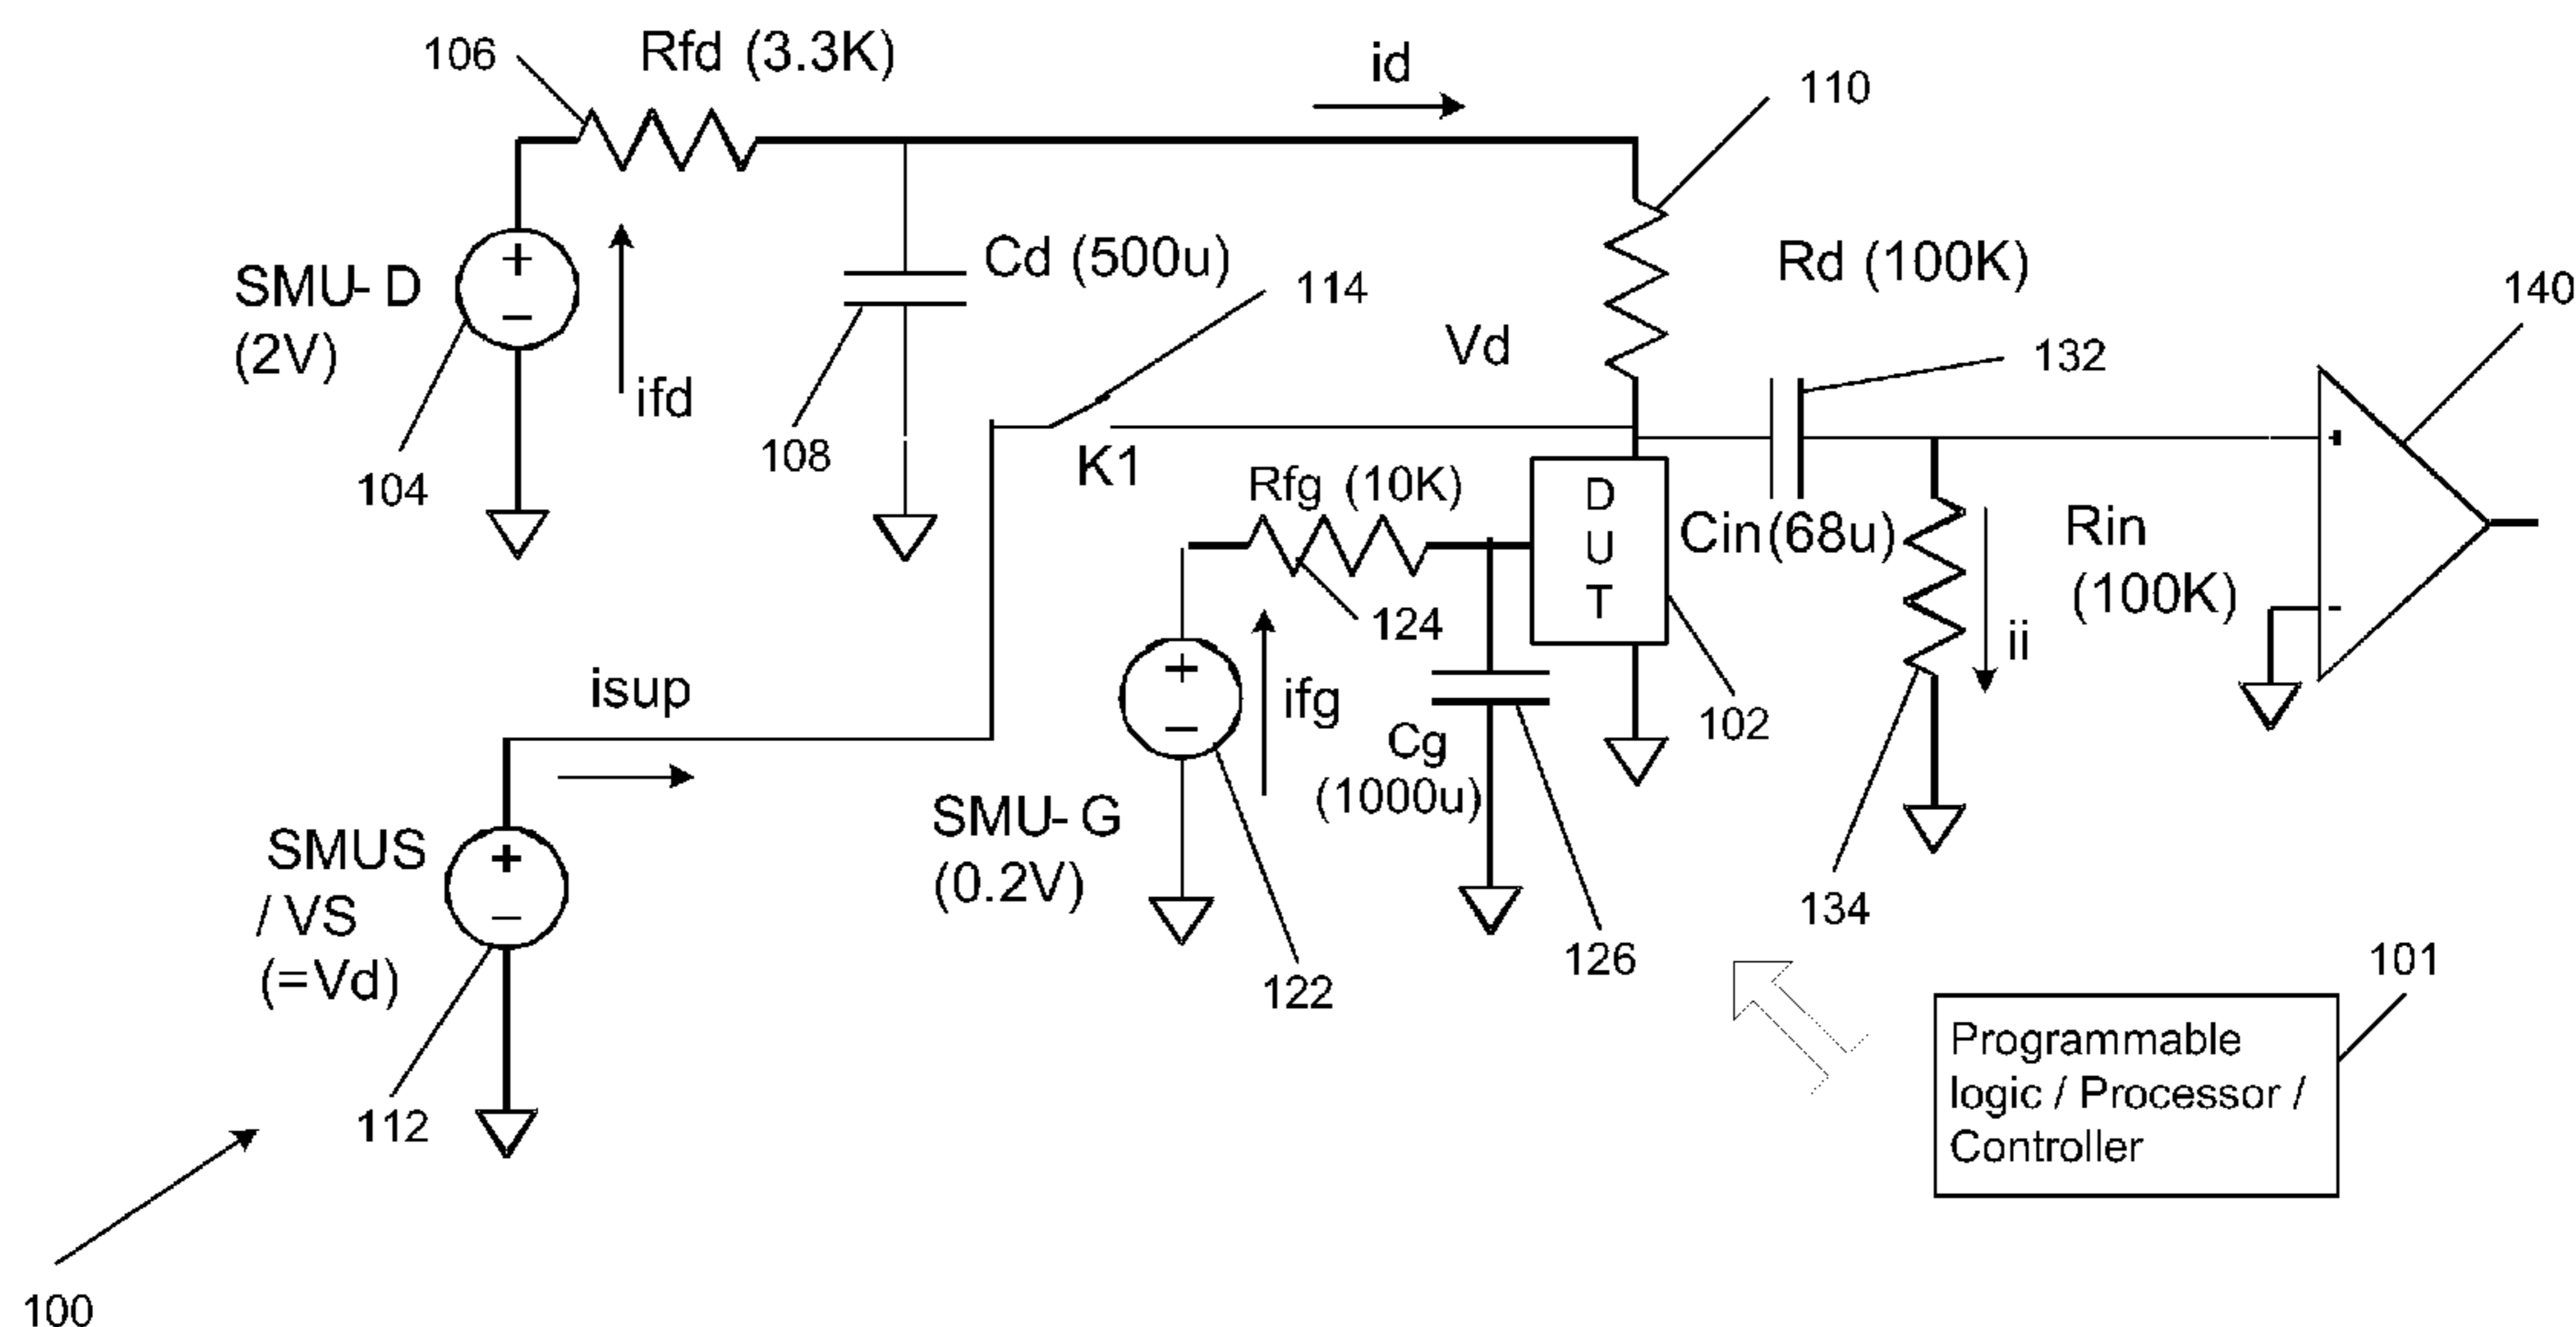 106
Rfd (3.3K)
id
110
SMU- D
(2V)
ifd
Cd (500u)
114
Rd (100K)
140
Vd
132
104
108
K1
Rfg (10K)
D
U
T
Cin(68u)
Rin
(100K)
124
isup
ifg
Cg
(1000u)
102
ii
SMUS
/ VS
(=Vd)
SMU- G
(0.2V)
134
122
126
101
112
Programmable
logic / Processor /
Controller
100